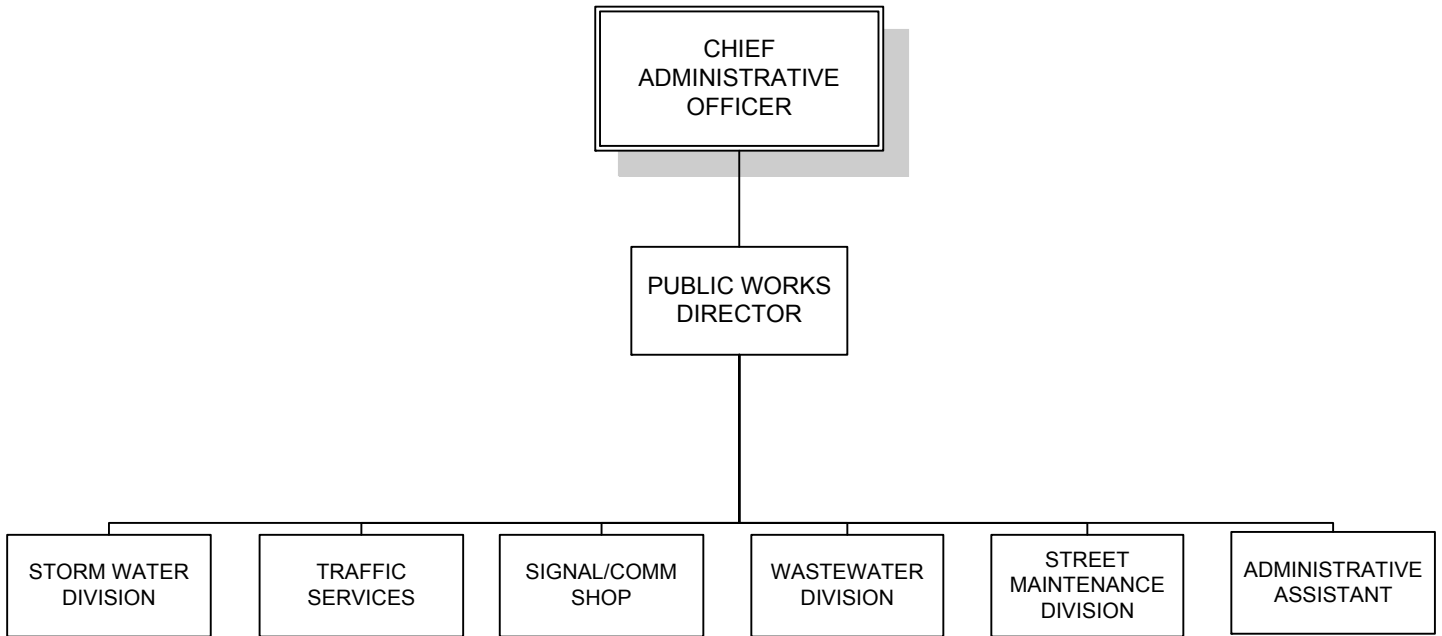 CHIEF
ADMINISTRATIVE
OFFICER
PUBLIC WORKS
DIRECTOR
STORM WATER
DIVISION
TRAFFIC
SERVICES
SIGNAL/COMM
SHOP
WASTEWATER
DIVISION
STREET
MAINTENANCE
DIVISION
ADMINISTRATIVE
ASSISTANT